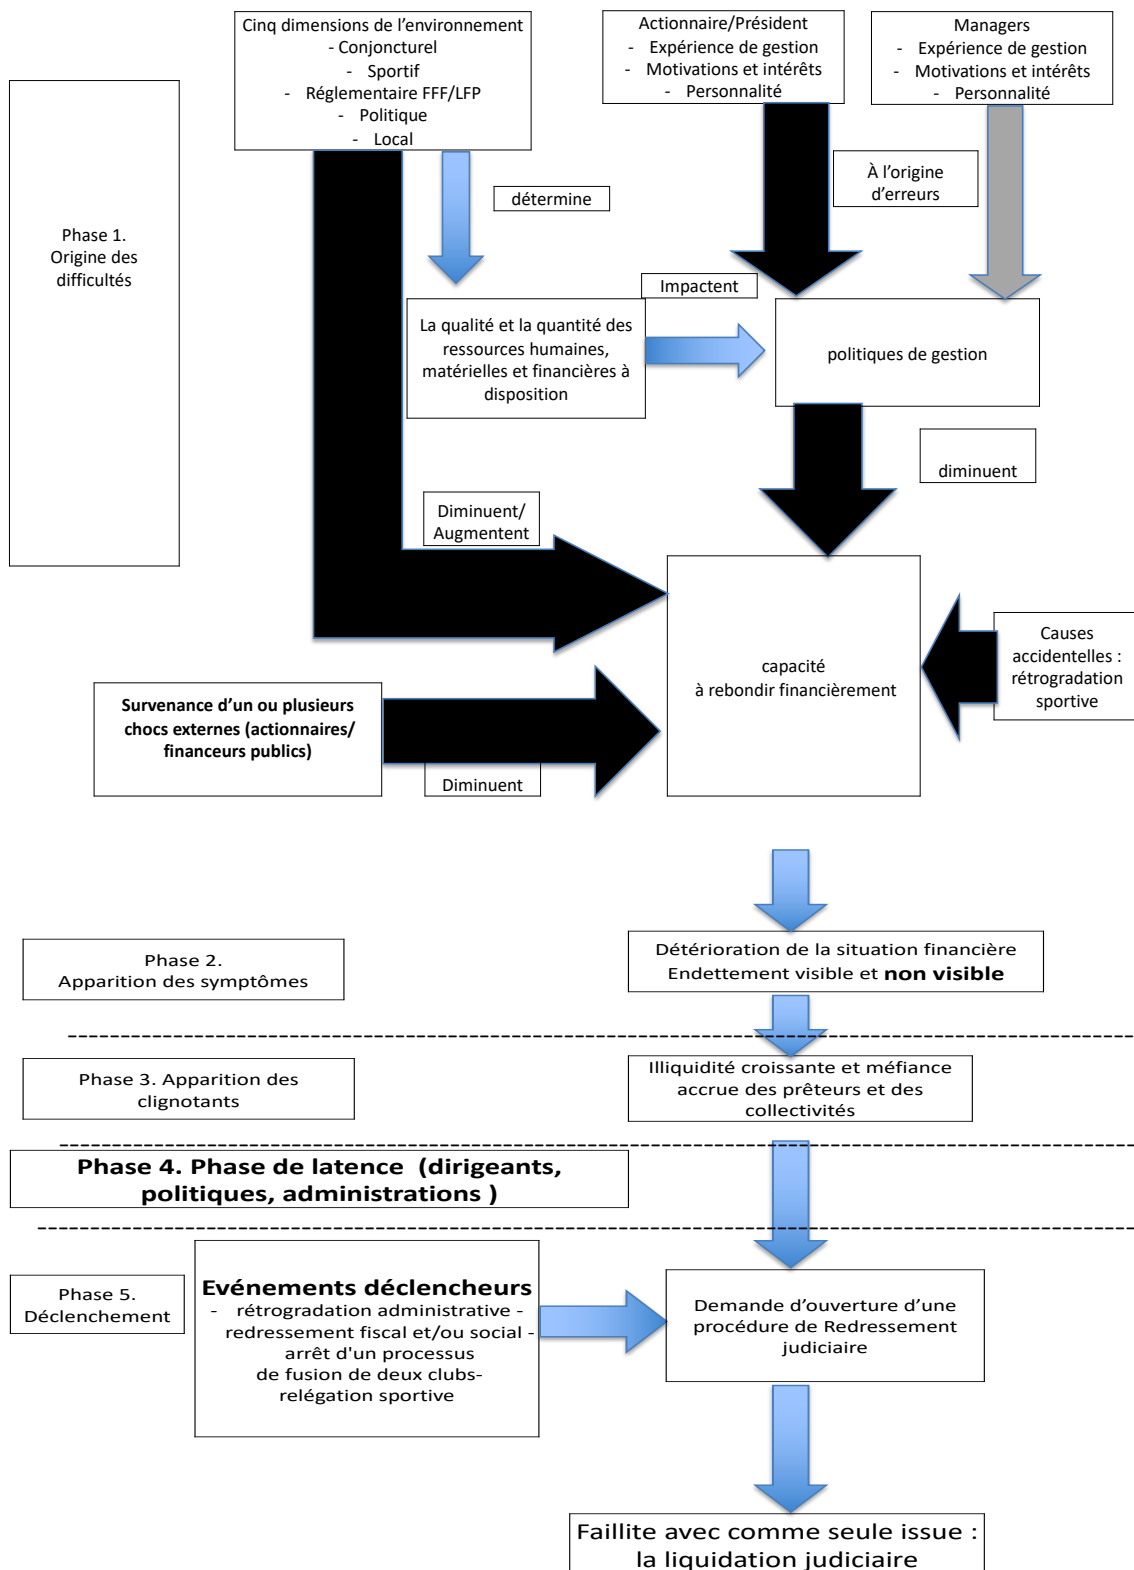 Cinq dimensions de l'environnement
- Conjoncturel
- Sportif
- Réglementaire FFF/LFP
- Politique
- Local
Actionnaire/Président
- Expérience de gestion
- Motivations et intérêts
- Personnalité
Managers
- Expérience de gestion
- Motivations et intérêts
- Personnalité
À l'origine
d'erreurs
détermine
Phase 1.
Origine des
difficultés
Impactent
La qualité et la quantité des
ressources humaines,
matérielles et financières à
disposition
politiques de gestion
diminuent
Diminuent/
Augmentent
capacité
à rebondir financièrement
Causes
accidentelles :
rétrogradation
sportive
Survenance d'un ou plusieurs
chocs externes (actionnaires/
financeurs publics)
Diminuent
Phase 2.
Apparition des symptômes
Détérioration de la situation financière
Endettement visible et non visible
Phase 3. Apparition des
clignotants
Illiquidité croissante et méfiance
accrue des prêteurs et des
collectivités
Phase 4. Phase de latence (dirigeants,
politiques, administrations )
Phase 5.
Déclenchement
Evénements déclencheurs
- rétrogradation administrative -
redressement fiscal et/ou social -
arrêt d'un processus
de fusion de deux clubs-
relégation sportive
Demande d'ouverture d'une
procédure de Redressement
judiciaire
Faillite avec comme seule issue :
la liquidation judiciaire